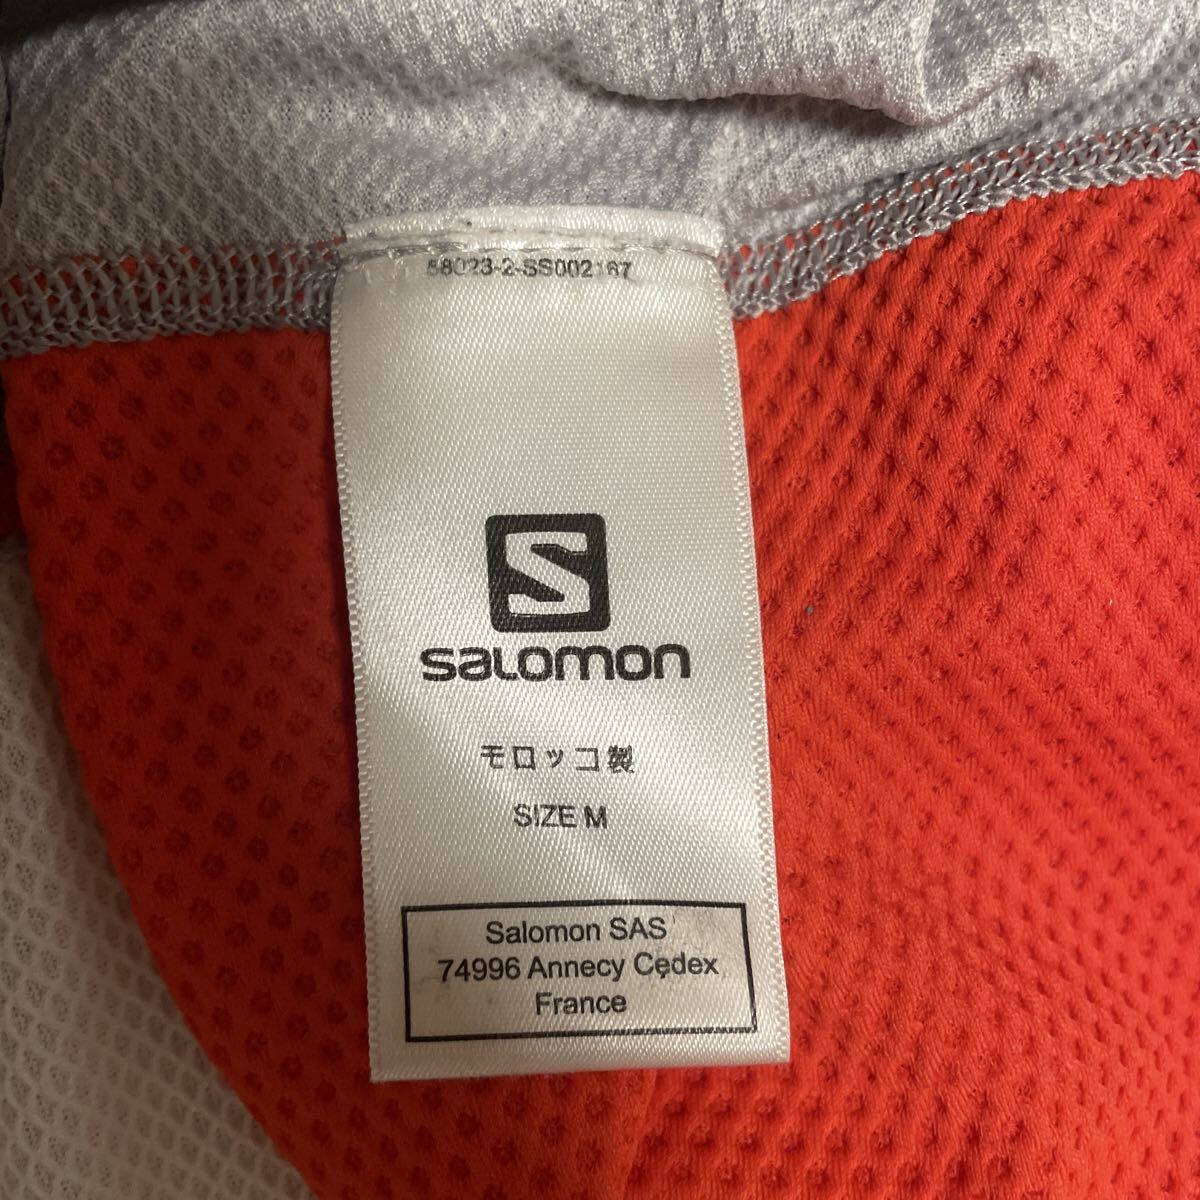 58023-2-SS002167
S
salomon
モロッコ製
SIZE M
Salomon SAS
74996 Annecy Cedex
France